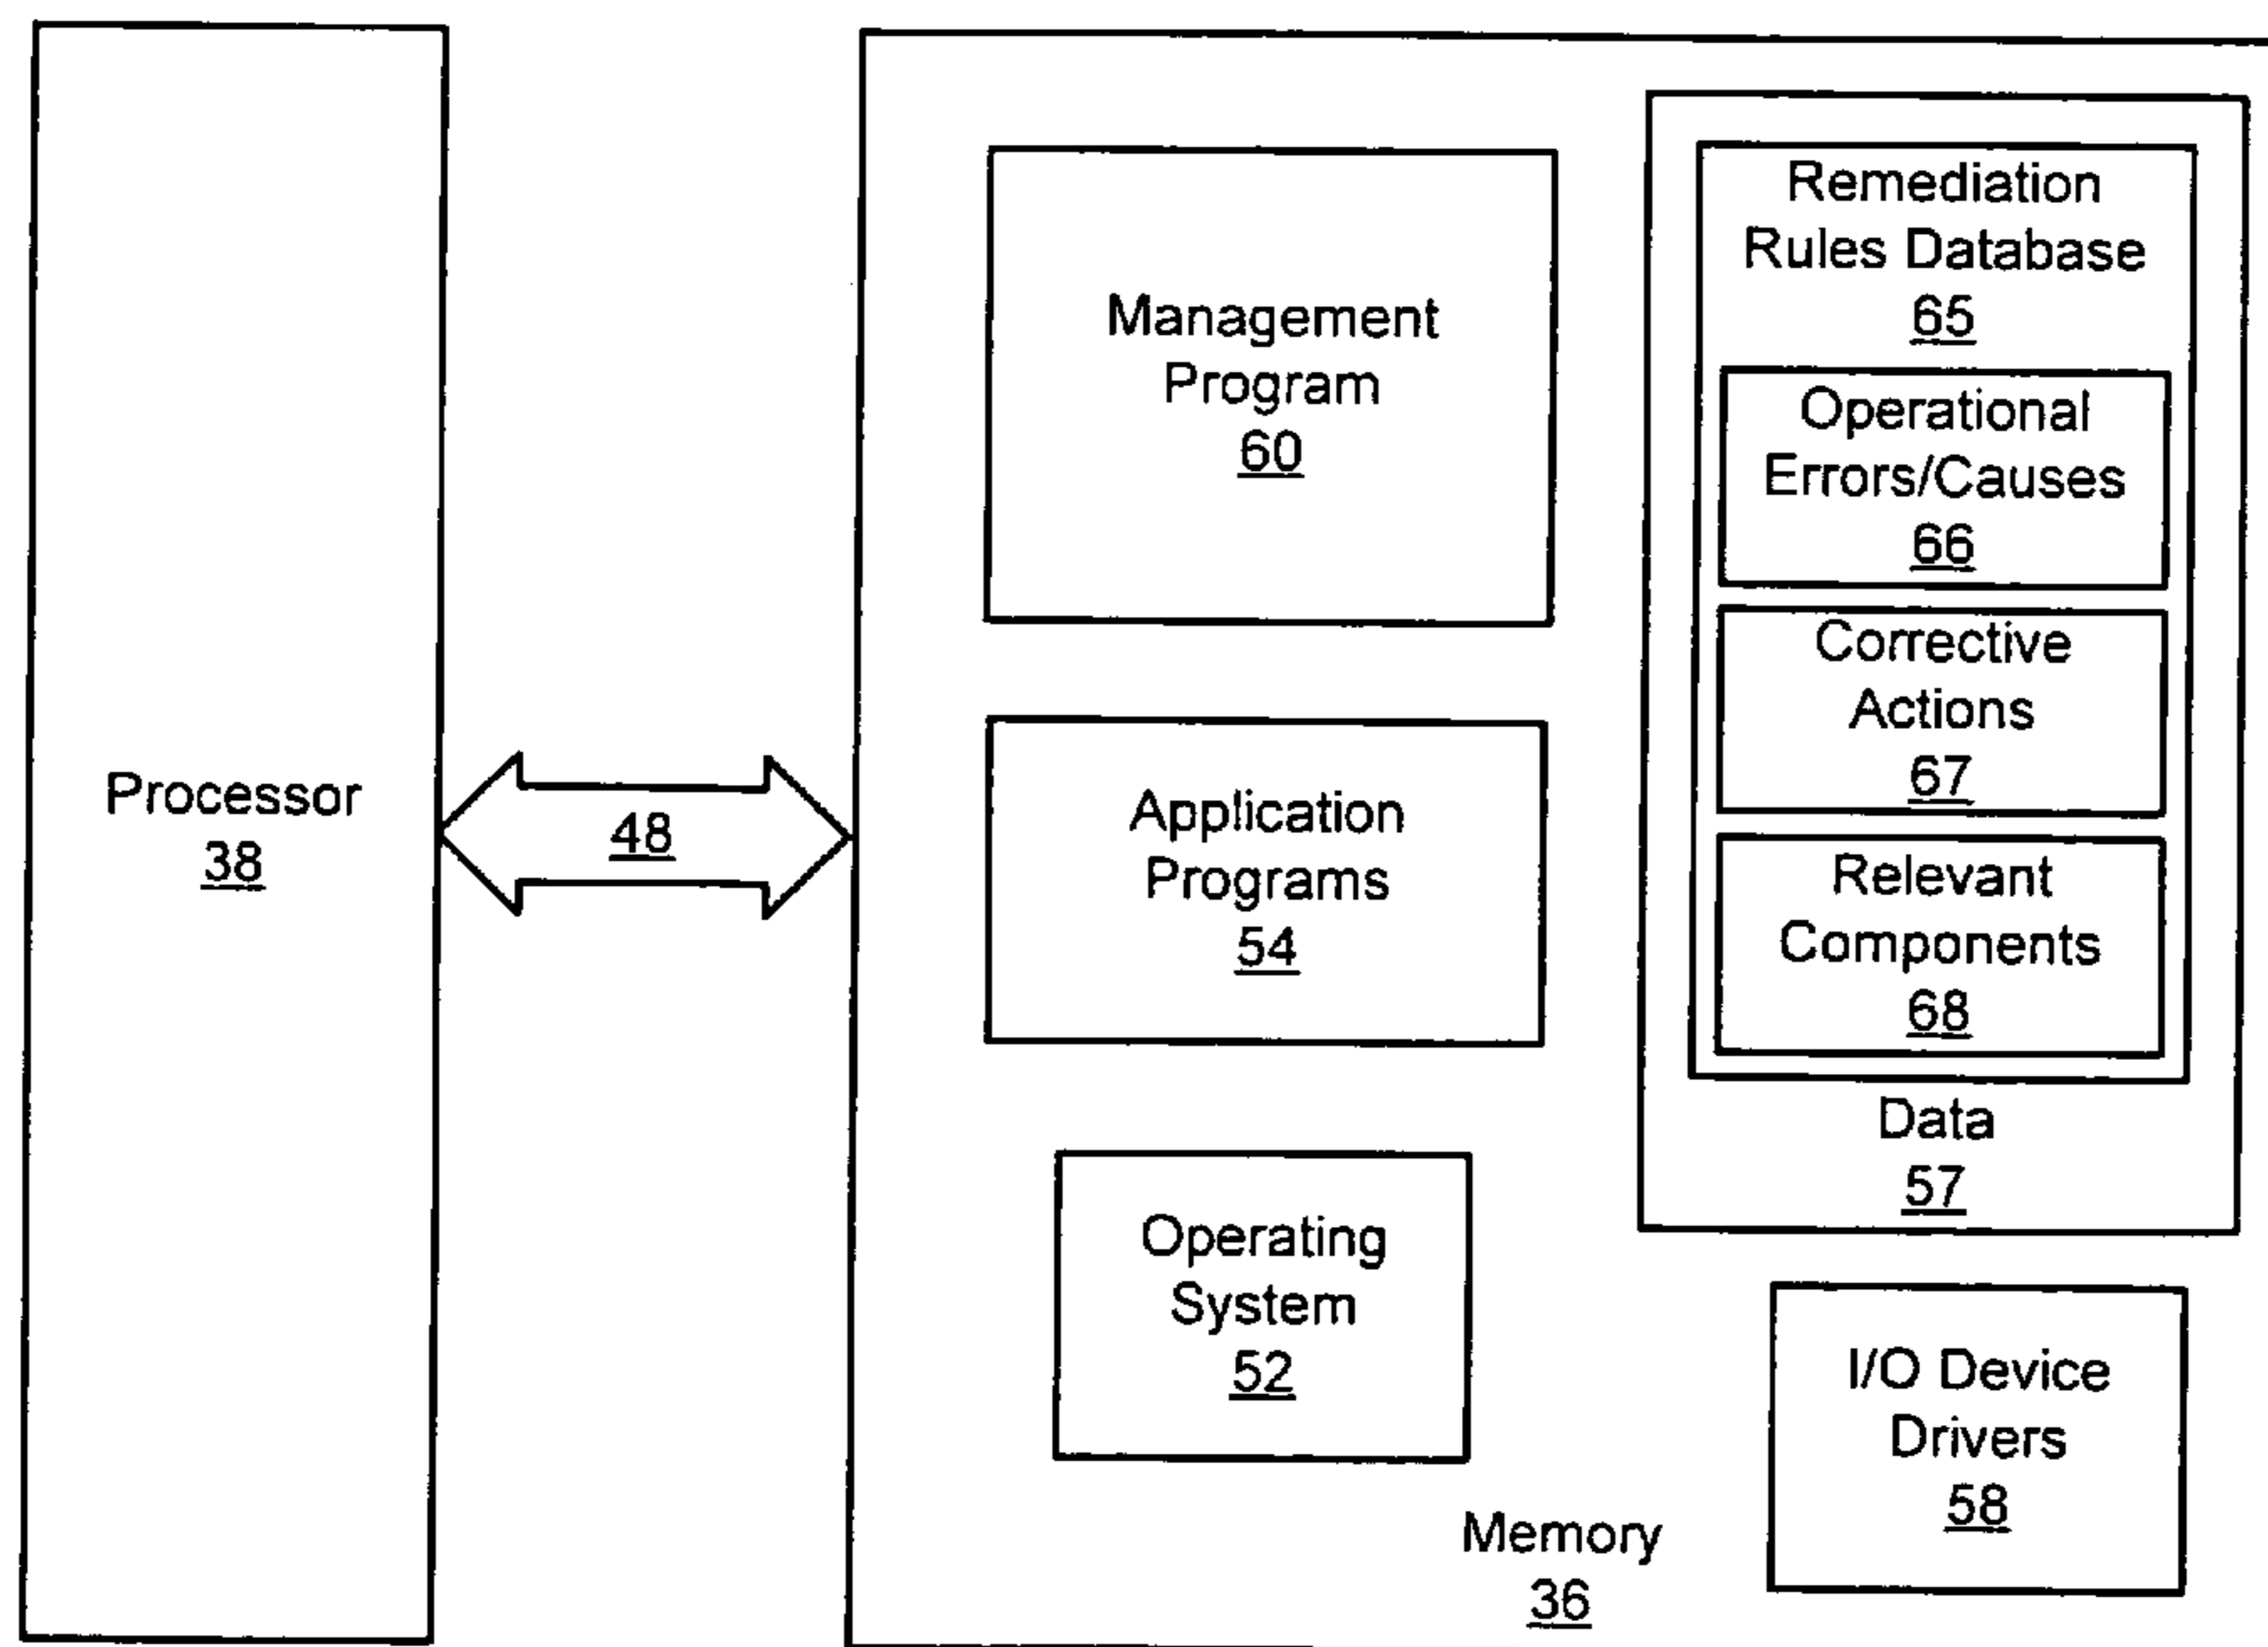 Processor
38
48
Management
Program
60
Application
Programs
54
Operating
System
52
Remediation
Rules Database
65
Operational
Errors/Causes
66
Corrective
Actions
67
Relevant
Components
68
Data
57
I/O Device
Drivers
58
Memory
36